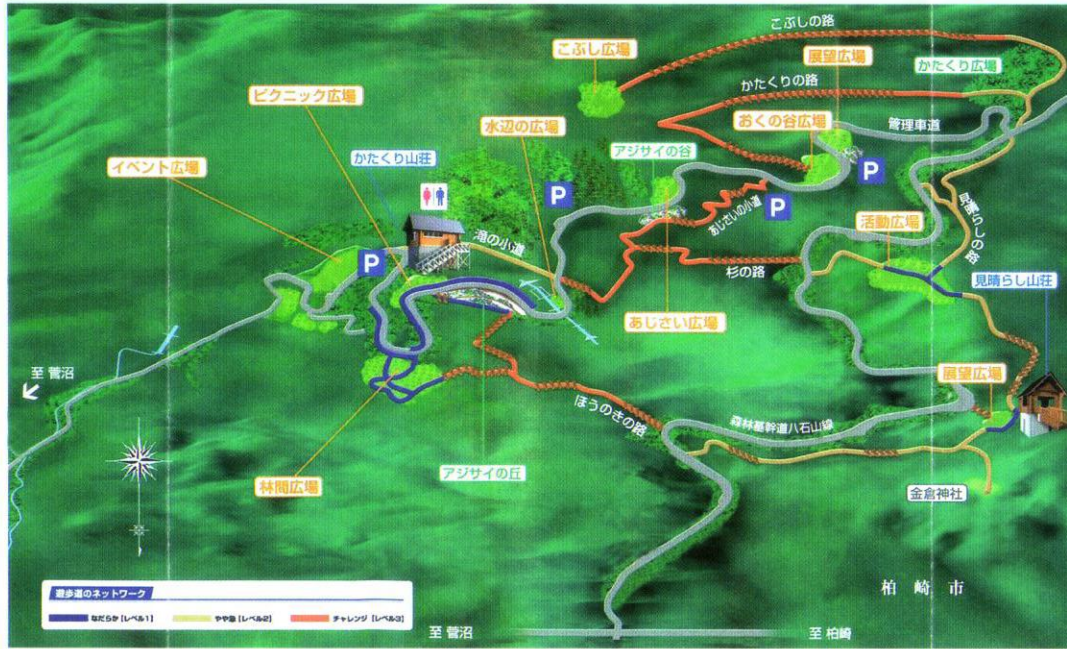 こぶしの路
こぶし広場
展望広場
かたくり広場
ピクニック広場
かたくりの路
水辺の広場
おくの谷広場
管理車道
イベント広場
かたくり山荘
アジサイの谷
P
P
P
P
あじさいの小道
滝の小道
見晴らしの路
活動広場
杉の路
見晴らし山荘
あじさい広場
至 菅沼
展望広場
ほうのきの路
森林基幹道八石山線
アジサイの丘
林間広場
金倉神社
柏崎市
遊歩道のネットワーク
なだらか【レベル1】
やや急【レベル2】
チャレンジ【レベル3】
至 菅沼
至 柏崎